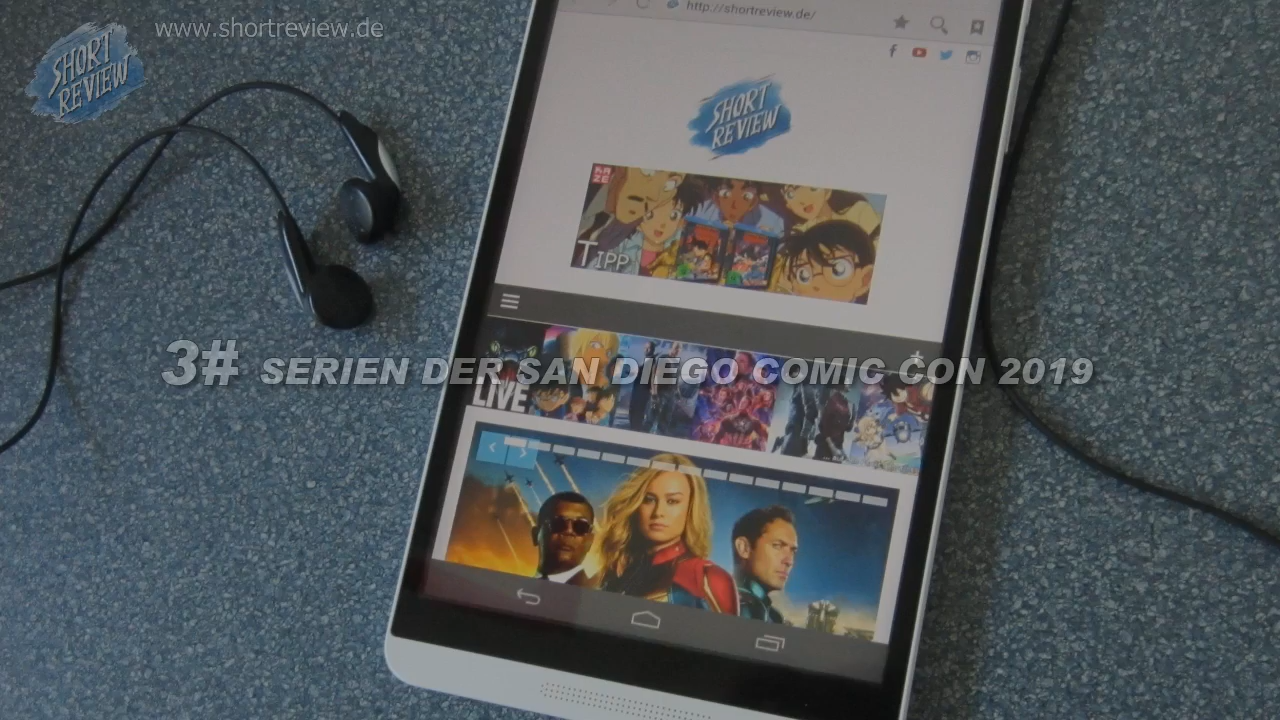 SHORT
REVIEW
www.shortreview.de
http://shortreview.de/
SHORT
REVIEW
KAZÉ
TIPP
3# SERIEN DER SAN DIEGO COMIC CON 2019
LIVE